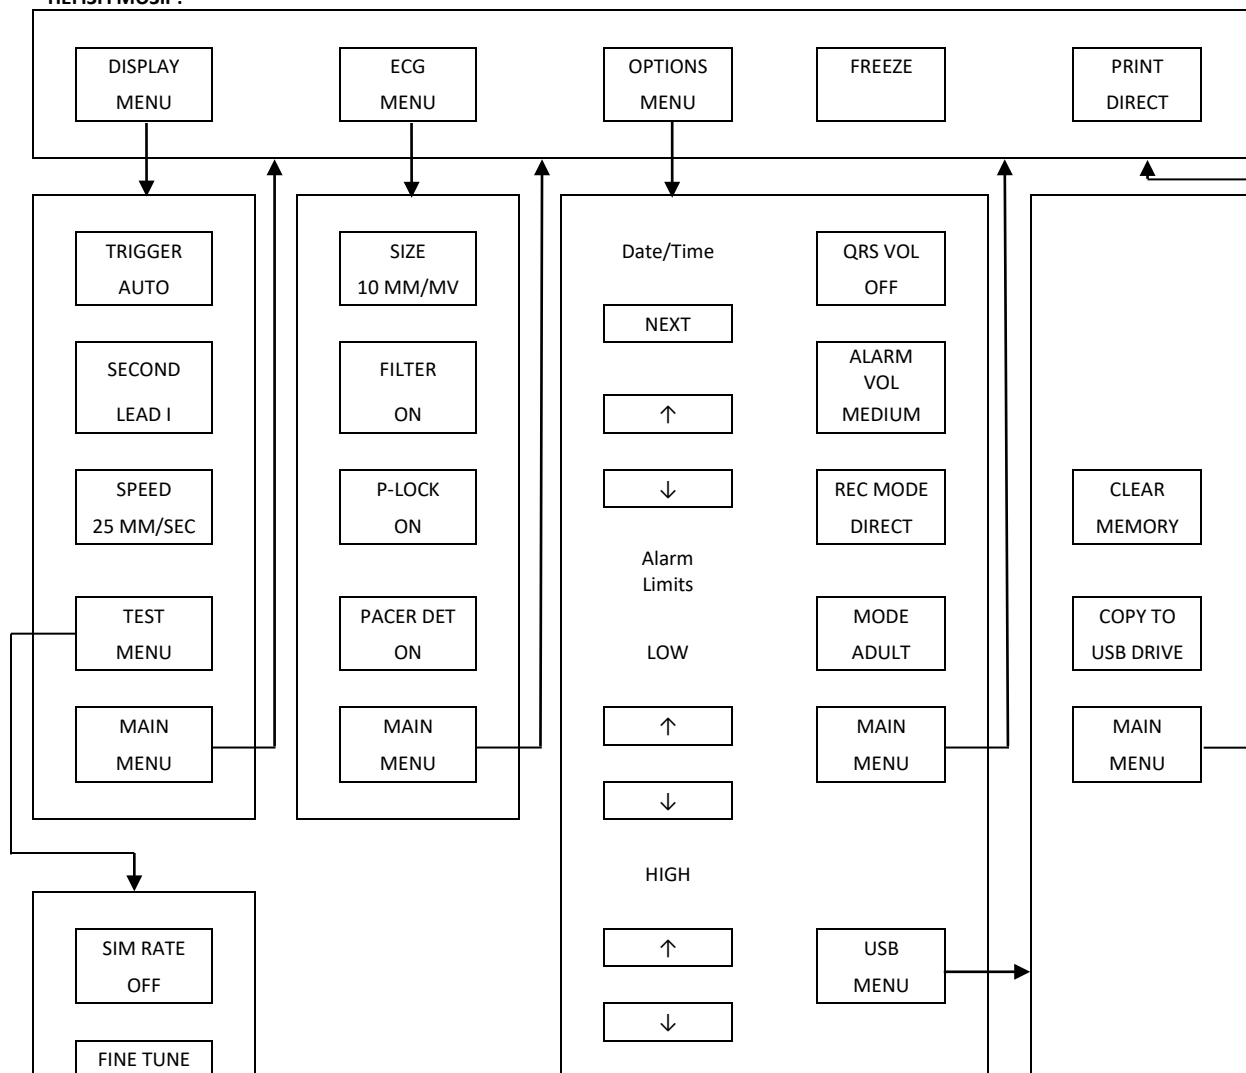 DISPLAY
MENU
ECG
MENU
OPTIONS
MENU
FREEZE
PRINT
DIRECT
TRIGGER
AUTO
SECOND
LEAD I
SPEED
25 MM/SEC
TEST
MENU
MAIN
MENU
SIZE
10 MM/MV
FILTER
ON
P-LOCK
ON
PACER DET
ON
MAIN
MENU
Date/Time
NEXT
↑
↓
Alarm
Limits
LOW
↑
↓
HIGH
↑
↓
QRS VOL
OFF
ALARM
VOL
MEDIUM
REC MODE
DIRECT
MODE
ADULT
MAIN
MENU
USB
MENU
CLEAR
MEMORY
COPY TO
USB DRIVE
MAIN
MENU
SIM RATE
OFF
FINE TUNE